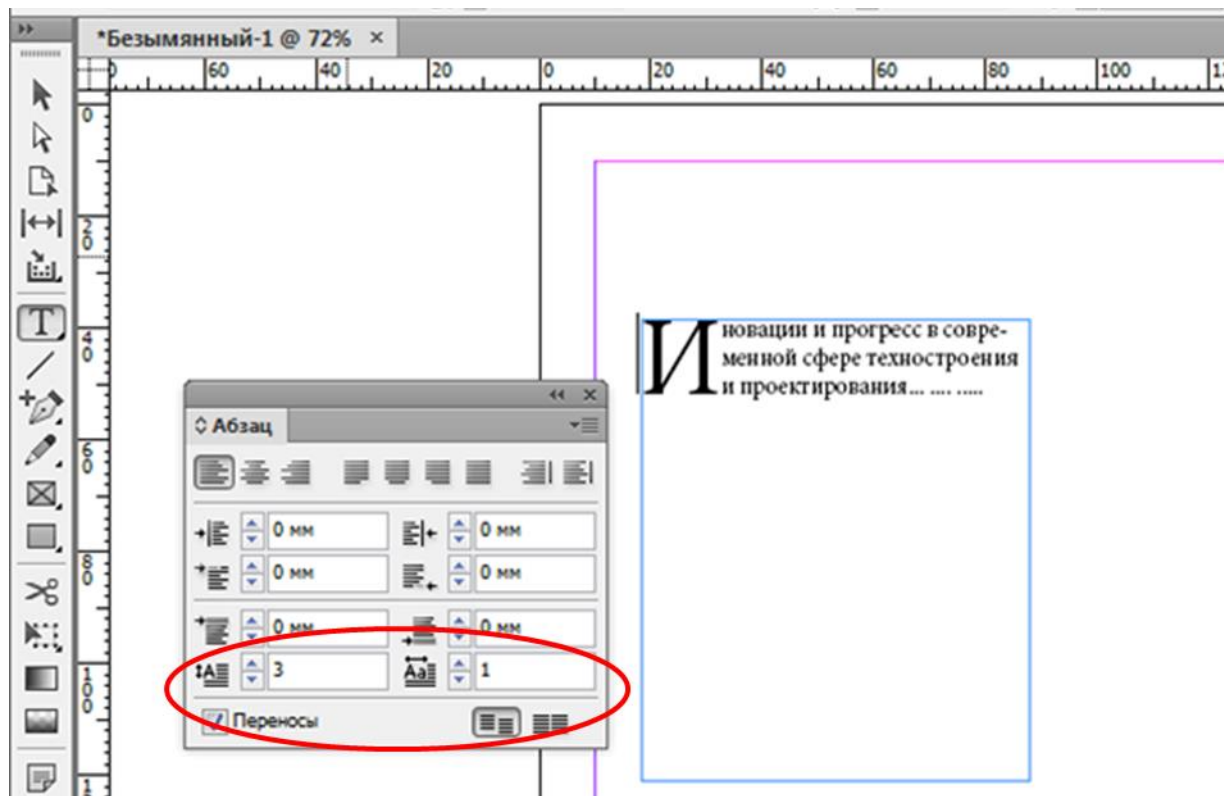 *Безымянный-1 @ 72% ×
60 40 20 0 20 40 60 80 100
0
20
40
60
80
100
T
Абзац
0 мм 0 мм
0 мм 0 мм
0 мм 0 мм
3 1
Переносы
Иновации и прогресс в совре-
менной сфере техностроения
и проектирования... .... .....